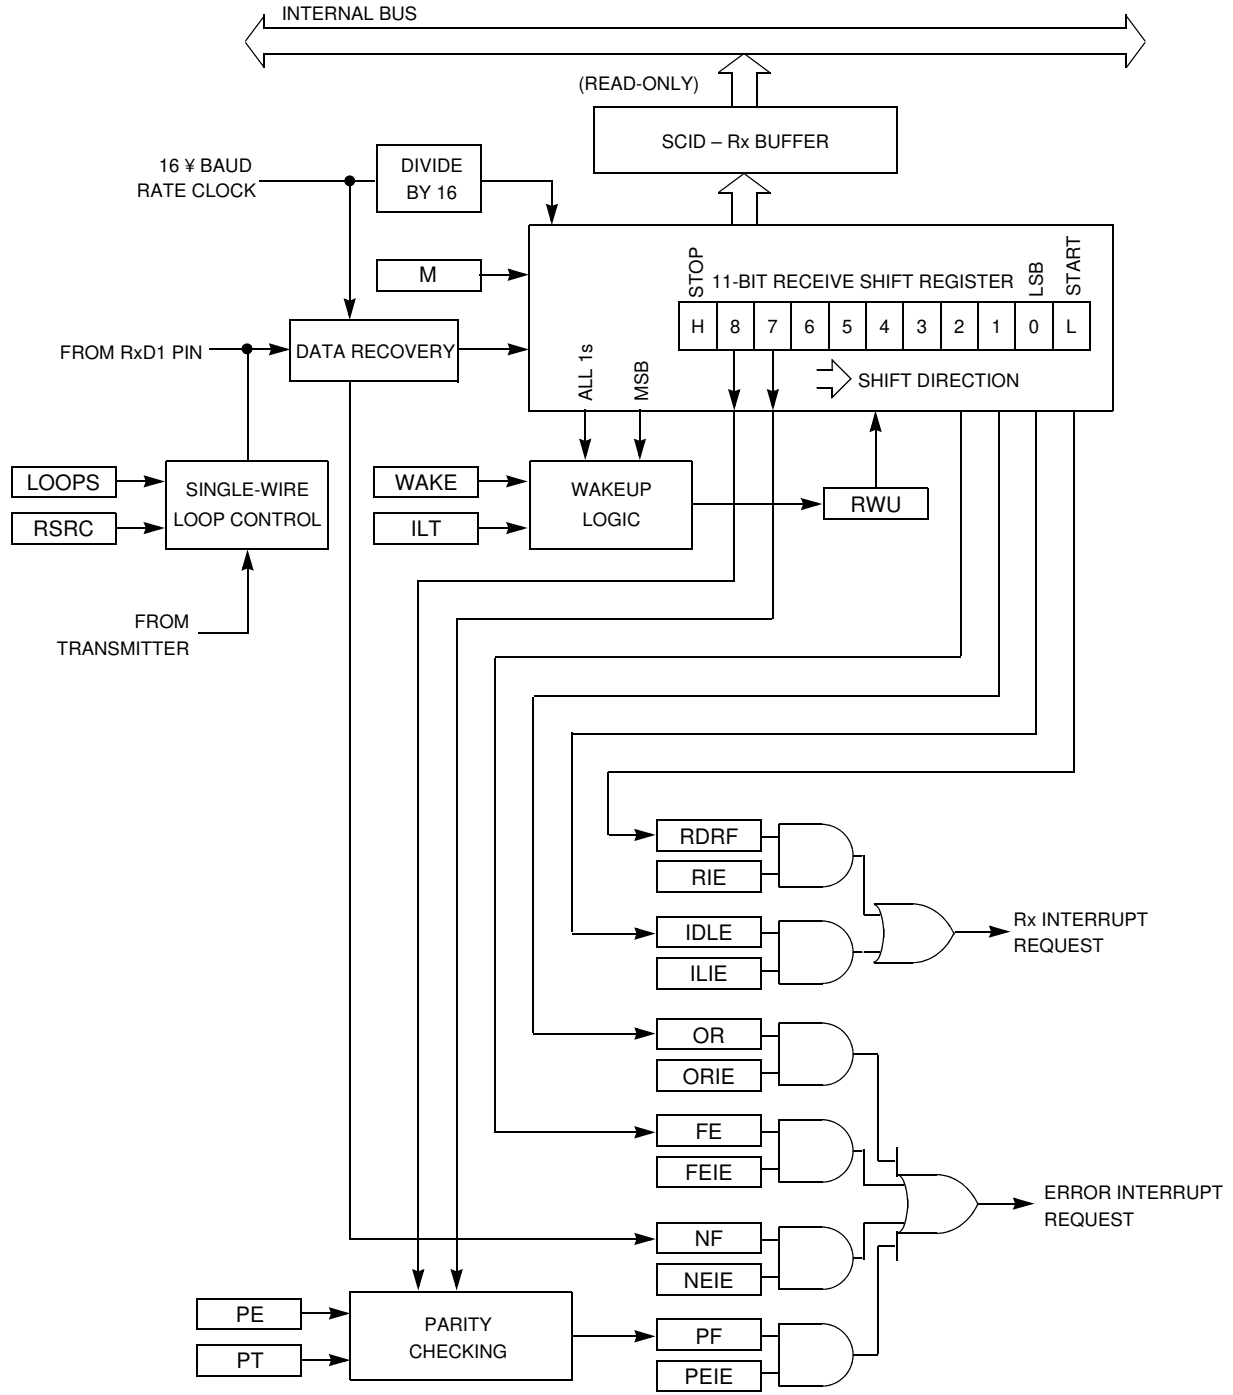 INTERNAL BUS
(READ-ONLY)
SCID – Rx BUFFER
16 ¥ BAUD
RATE CLOCK
DIVIDE
BY 16
M
STOP
11-BIT RECEIVE SHIFT REGISTER
LSB
START
H 8 7 6 5 4 3 2 1 0 L
FROM RxD1 PIN
DATA RECOVERY
ALL 1s
MSB
SHIFT DIRECTION
LOOPS
RSRC
SINGLE-WIRE
LOOP CONTROL
WAKE
ILT
WAKEUP
LOGIC
RWU
FROM
TRANSMITTER
RDRF
RIE
IDLE
ILIE
Rx INTERRUPT
REQUEST
OR
ORIE
FE
FEIE
ERROR INTERRUPT
REQUEST
NF
NEIE
PE
PT
PARITY
CHECKING
PF
PEIE